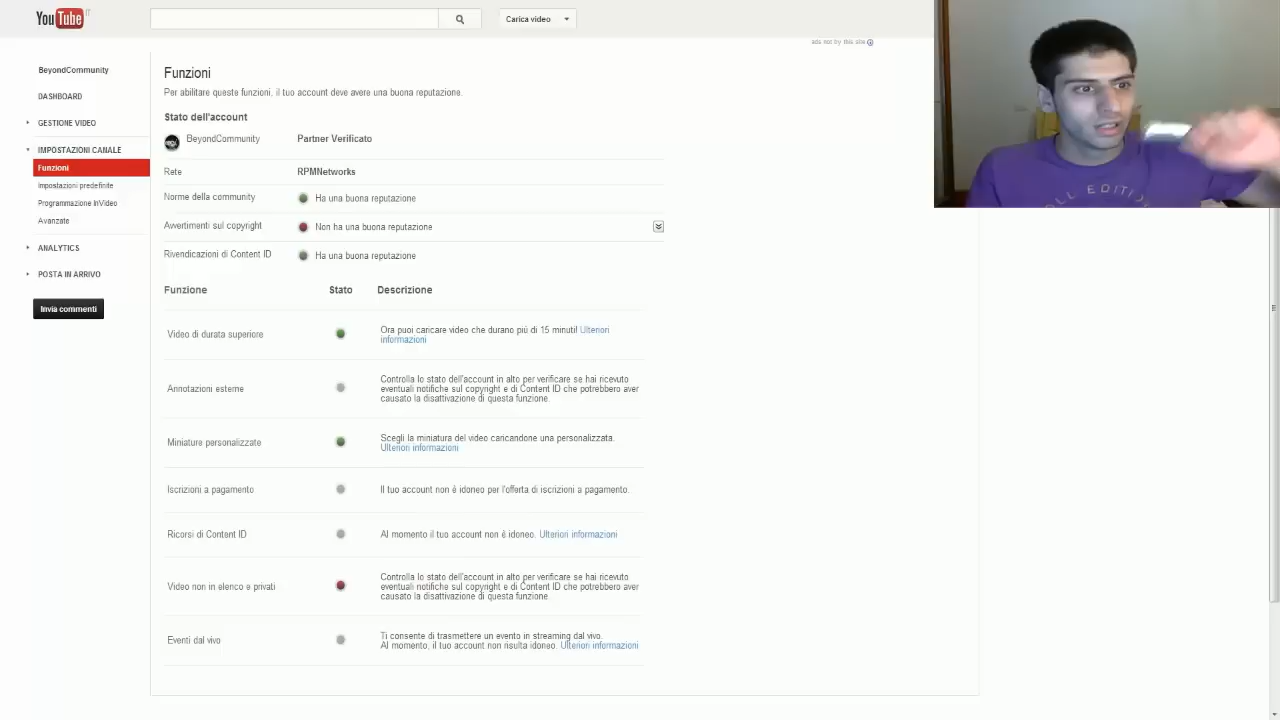 YouTube IT
Carica video
ads not by this site
BeyondCommunity
DASHBOARD
GESTIONE VIDEO
IMPOSTAZIONI CANALE
Funzioni
Impostazioni predefinite
Programmazione InVideo
Avanzate
ANALYTICS
POSTA IN ARRIVO
Invia commenti
Funzioni
Per abilitare queste funzioni, il tuo account deve avere una buona reputazione.
Stato dell'account
BeyondCommunity Partner Verificato
Rete RPMNetworks
Norme della community Ha una buona reputazione
Avvertimenti sul copyright Non ha una buona reputazione
Rivendicazioni di Content ID Ha una buona reputazione
Funzione Stato Descrizione
Video di durata superiore
Ora puoi caricare video che durano più di 15 minuti! Ulteriori
informazioni
Annotazioni esterne
Controlla lo stato dell'account in alto per verificare se hai ricevuto
eventuali notifiche sul copyright e di Content ID che potrebbero aver
causato la disattivazione di questa funzione.
Miniature personalizzate
Scegli la miniatura del video caricandone una personalizzata.
Ulteriori informazioni
Iscrizioni a pagamento Il tuo account non è idoneo per l'offerta di iscrizioni a pagamento.
Ricorsi di Content ID Al momento il tuo account non è idoneo. Ulteriori informazioni
Video non in elenco e privati
Controlla lo stato dell'account in alto per verificare se hai ricevuto
eventuali notifiche sul copyright e di Content ID che potrebbero aver
causato la disattivazione di questa funzione
Eventi dal vivo
Ti consente di trasmettere un evento in streaming dal vivo.
Al momento, il tuo account non risulta idoneo. Ulteriori informazioni